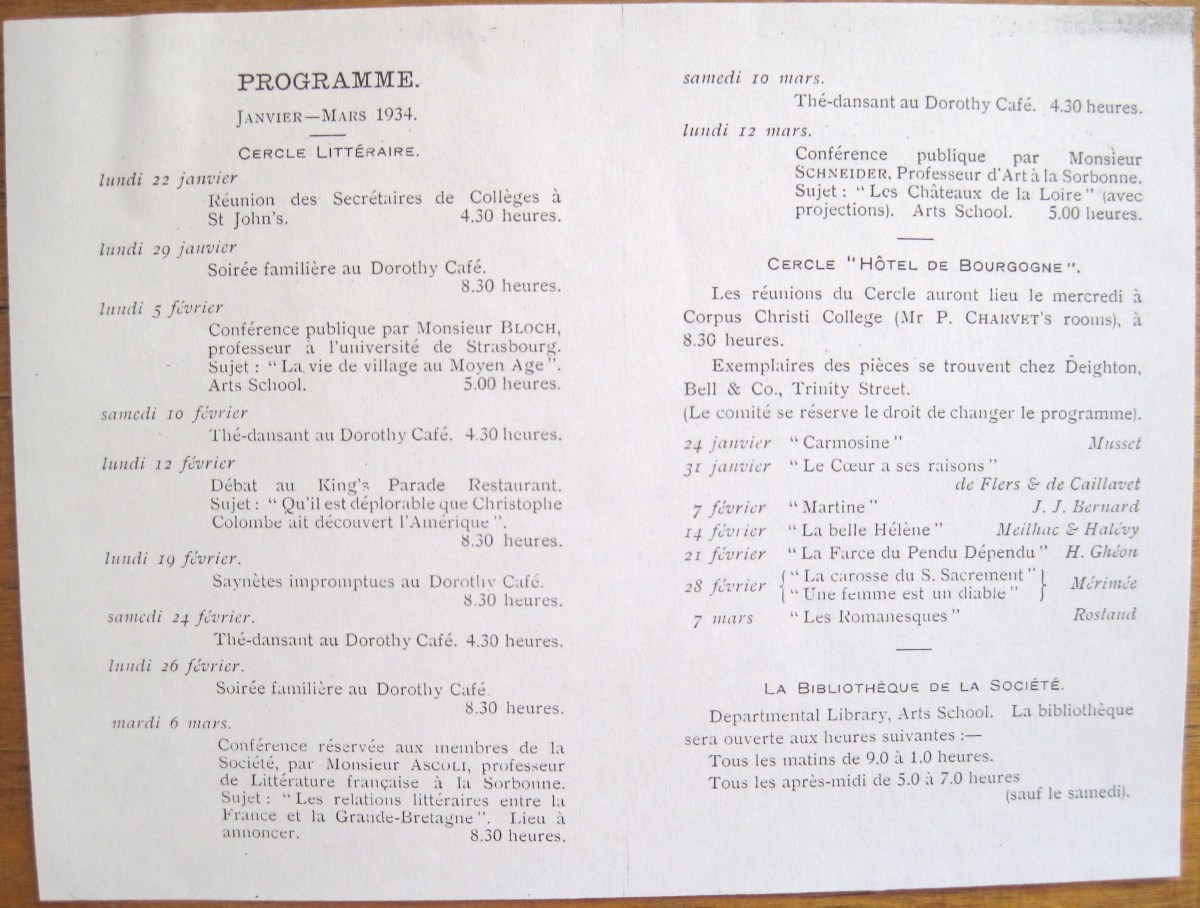 PROGRAMME.
JANVIER—MARS 1934.
CERCLE LITTÉRAIRE.
lundi 22 janvier
Réunion des Secrétaires de Collèges à
St John's. 4.30 heures.
lundi 29 janvier
Soirée familière au Dorothy Café.
8.30 heures.
lundi 5 février
Conférence publique par Monsieur BLOCH,
professeur à l'université de Strasbourg.
Sujet : "La vie de village au Moyen Age".
Arts School. 5.00 heures.
samedi 10 février
Thé-dansant au Dorothy Café. 4.30 heures.
lundi 12 février
Débat au King's Parade Restaurant.
Sujet : "Qu'il est déplorable que Christophe
Colombe ait découvert l'Amérique".
8.30 heures.
lundi 19 février.
Saynètes impromptues au Dorothy Café.
8.30 heures.
samedi 24 février.
Thé-dansant au Dorothy Café. 4.30 heures.
lundi 26 février.
Soirée familière au Dorothy Café.
8.30 heures.
mardi 6 mars.
Conférence réservée aux membres de la
Société, par Monsieur ASCOLI, professeur
de Littérature française à la Sorbonne.
Sujet : "Les relations littéraires entre la
France et la Grande-Bretagne". Lieu à
annoncer. 8.30 heures.
samedi 10 mars.
Thé-dansant au Dorothy Café. 4.30 heures.
lundi 12 mars.
Conférence publique par Monsieur
SCHNEIDER, Professeur d'Art à la Sorbonne.
Sujet : "Les Châteaux de la Loire" (avec
projections). Arts School. 5.00 heures.
CERCLE "HÔTEL DE BOURGOGNE".
Les réunions du Cercle auront lieu le mercredi à
Corpus Christi College (Mr P. CHARVET'S rooms), à
8.30 heures.
Exemplaires des pièces se trouvent chez Deighton,
Bell & Co., Trinity Street.
(Le comité se réserve le droit de changer le programme).
24 janvier "Carmosine" Musset
31 janvier "Le Cœur a ses raisons"
de Flers & de Caillavet
7 février "Martine" J. J. Bernard
14 février "La belle Hélène" Meilhac & Halévy
21 février "La Farce du Pendu Dépendu" H. Ghéon
28 février { "La carosse du S. Sacrement" } Mérimée
"Une femme est un diable"
7 mars "Les Romanesques" Rostand
LA BIBLIOTHÈQUE DE LA SOCIÉTÉ.
Departmental Library, Arts School. La bibliothèque
sera ouverte aux heures suivantes :—
Tous les matins de 9.0 à 1.0 heures.
Tous les après-midi de 5.0 à 7.0 heures
(sauf le samedi).